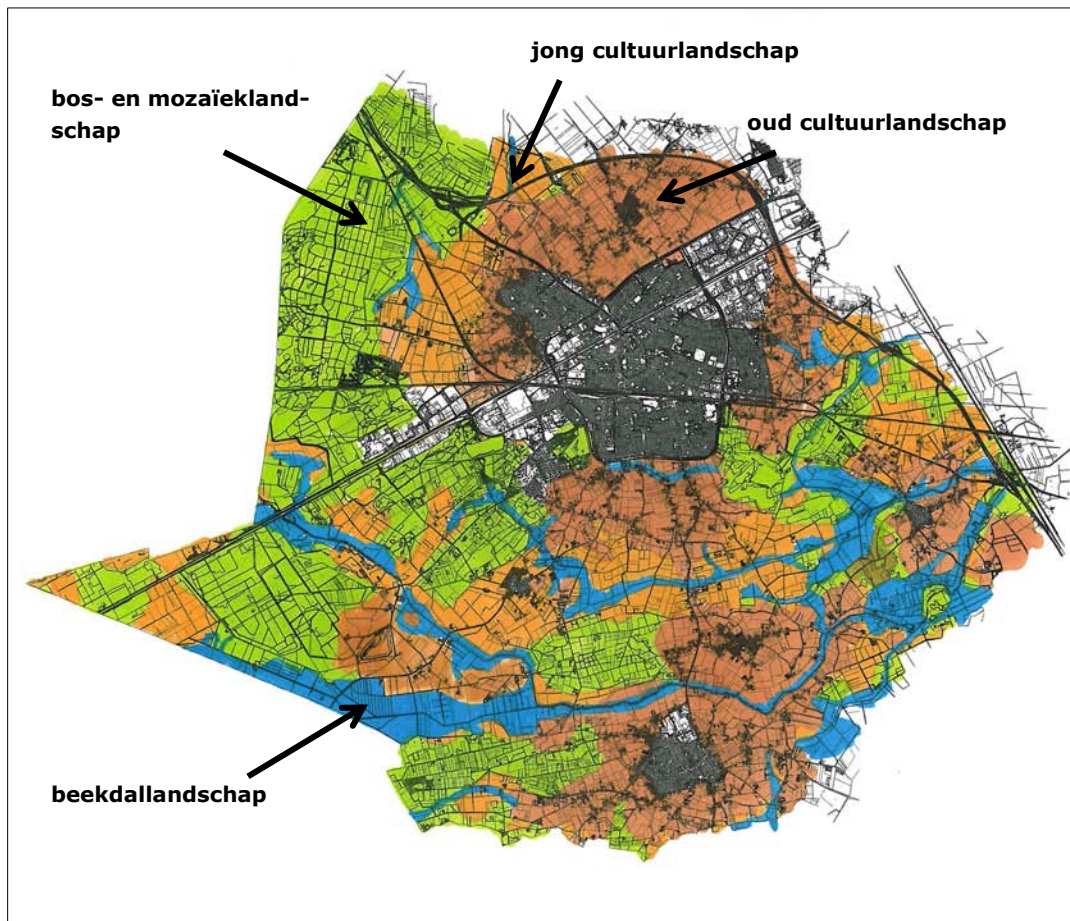 jong cultuurlandschap
bos- en mozaïekland-
schap
oud cultuurlandschap
beekdallandschap